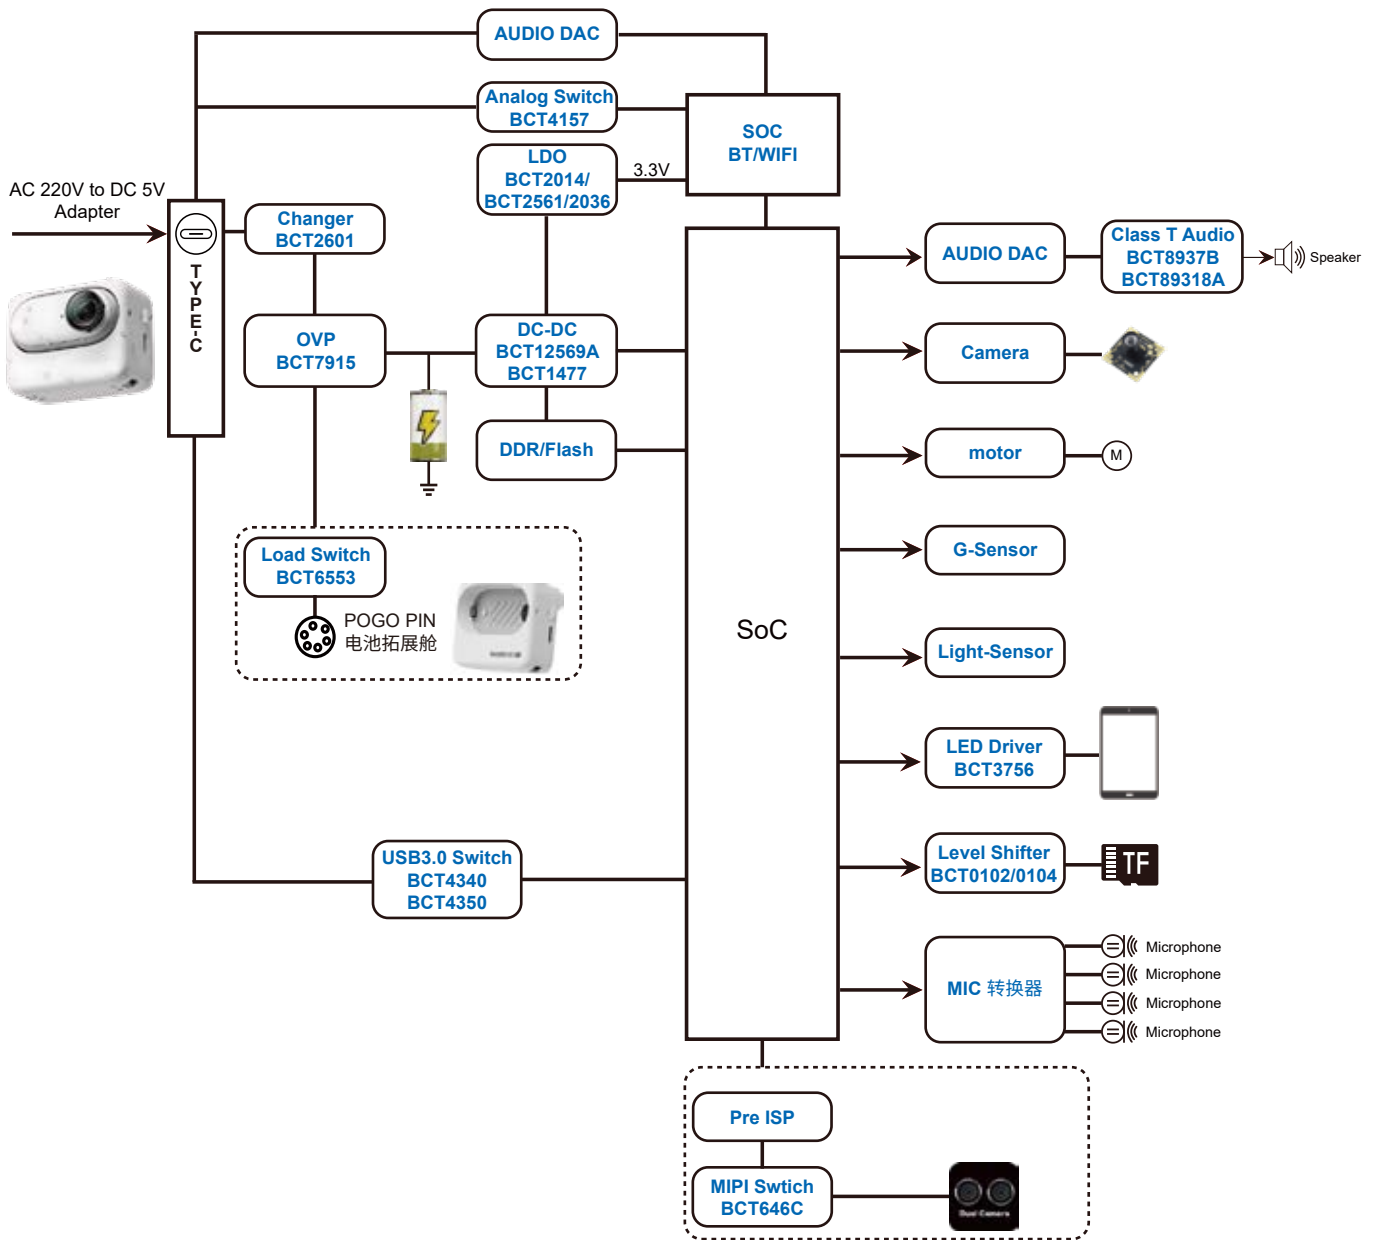 AUDIO DAC
Analog Switch
BCT4157
SOC
BT/WIFI
LDO
BCT2014/
BCT2561/2036
3.3V
AC 220V to DC 5V
Adapter
TYPE-C
Changer
BCT2601
OVP
BCT7915
DC-DC
BCT12569A
BCT1477
DDR/Flash
Load Switch
BCT6553
POGO PIN
电池拓展舱
USB3.0 Switch
BCT4340
BCT4350
SoC
AUDIO DAC
Class T Audio
BCT8937B
BCT89318A
Speaker
Camera
motor
M
G-Sensor
Light-Sensor
LED Driver
BCT3756
Level Shifter
BCT0102/0104
TF
MIC 转换器
Microphone
Microphone
Microphone
Microphone
Pre ISP
MIPI Swtich
BCT646C
Dual Camera